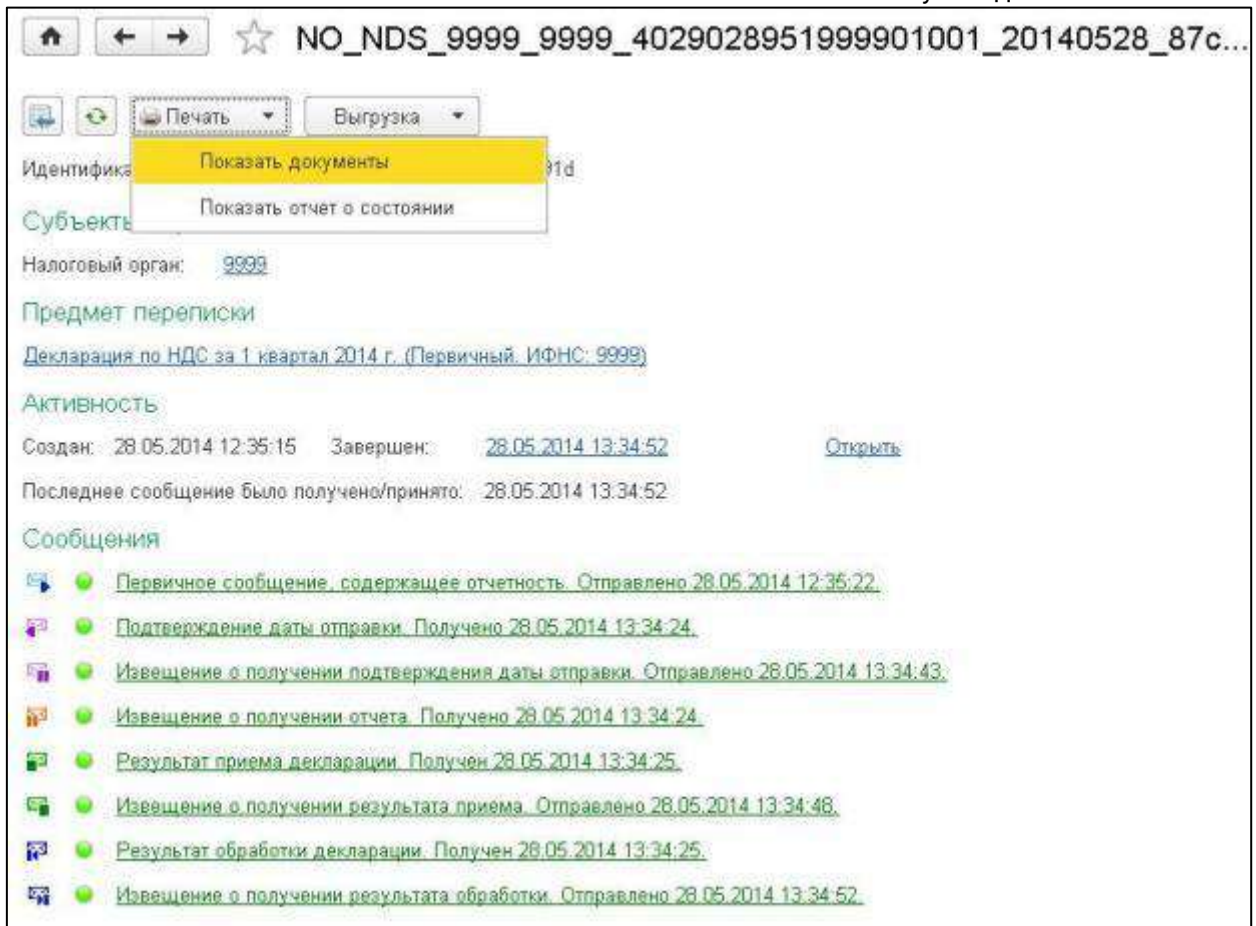 NO_NDS_9999_9999_4029028951999901001_20140528_87c...
Печать Выгрузка
Показать документы
91d
Показать отчет о состоянии
Налоговый орган: 9999
Предмет переписки
Декларация по НДС за 1 квартал 2014 г. (Первичный. ИФНС: 9999)
Активность
Создан: 28.05.2014 12:35:15 Завершен: 28.05.2014 13:34:52 Открыть
Последнее сообщение было получено/принято: 28.05.2014 13:34:52
Сообщения
Первичное сообщение, содержащее отчетность. Отправлено 28.05.2014 12:35:22.
Подтверждение даты отправки. Получено 28.05.2014 13:34:24.
Извещение о получении подтверждения даты отправки. Отправлено 28.05.2014 13:34:43.
Извещение о получении отчета. Получено 28.05.2014 13:34:24.
Результат приема декларации. Получен 28.05.2014 13:34:25.
Извещение о получении результата приема. Отправлено 28.05.2014 13:34:48.
Результат обработки декларации. Получен 28.05.2014 13:34:25.
Извещение о получении результата обработки. Отправлено 28.05.2014 13:34:52.